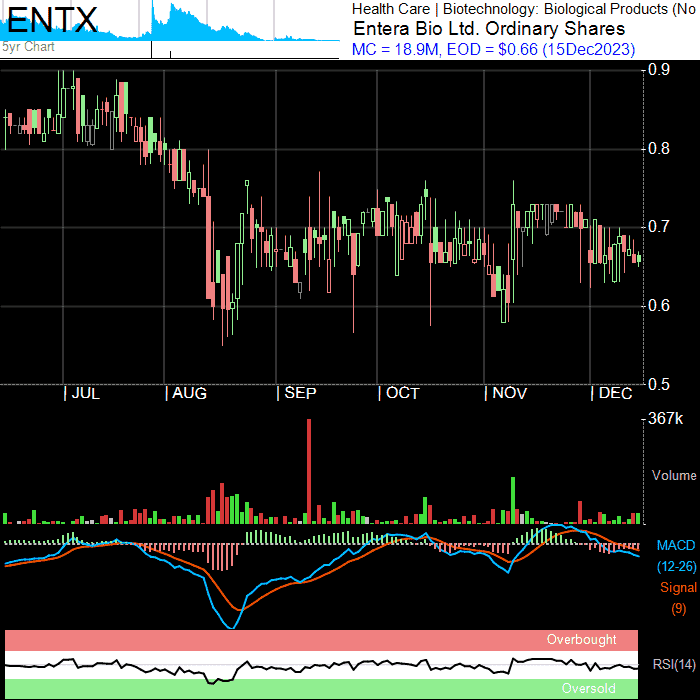 ENTX
5yr Chart
Health Care | Biotechnology: Biological Products (No
Entera Bio Ltd. Ordinary Shares
MC = 18.9M, EOD = $0.66 (15Dec2023)
0.9
0.8
0.7
0.6
0.5
| JUL | AUG | SEP | OCT | NOV | DEC
367k
Volume
MACD
(12-26)
Signal
(9)
Overbought
RSI(14)
Oversold